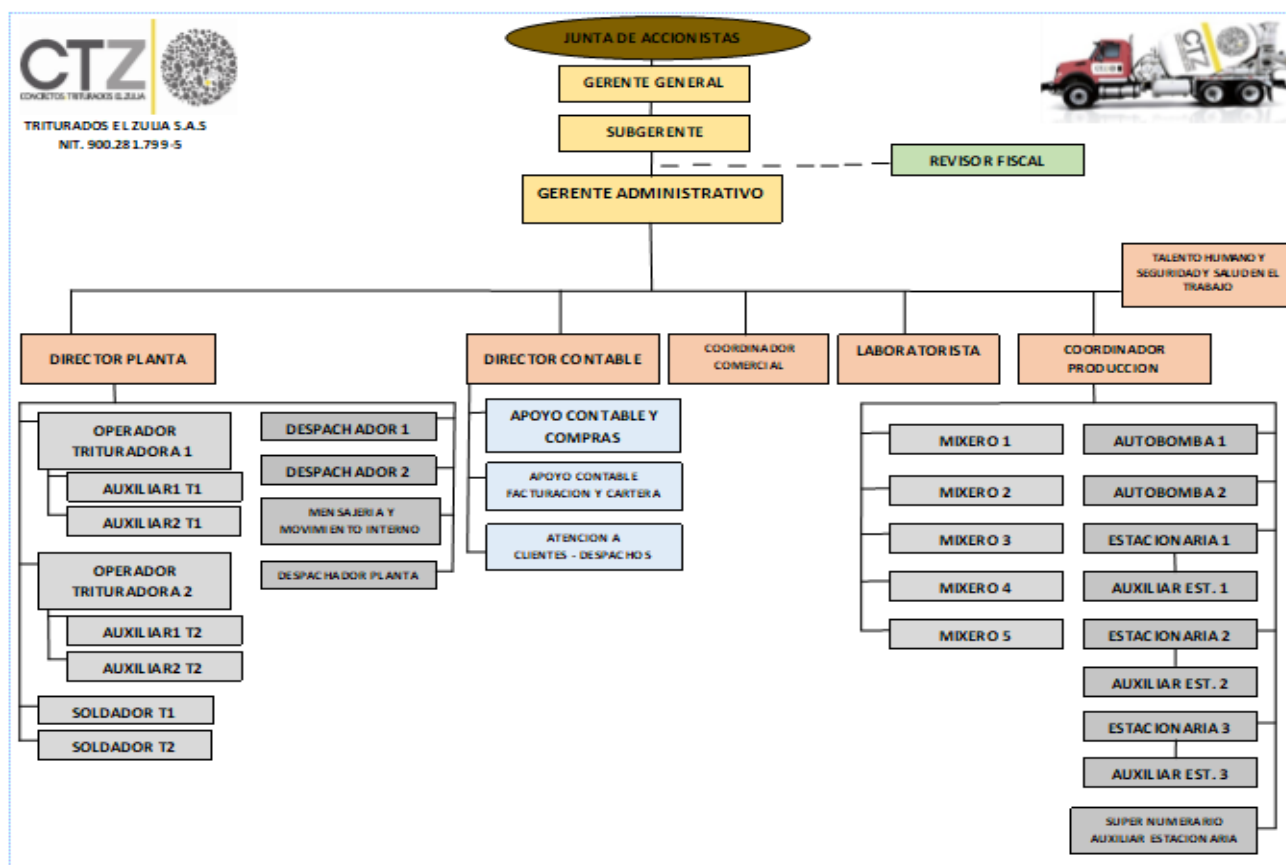 CTZ
CONCRETOS Y TRITURADOS EL ZULIA
TRITURADOS EL ZULIA S.A.S
NIT. 900.281.799-5
JUNTA DE ACCIONISTAS
GERENTE GENERAL
SUBGERENTE
REVISOR FISCAL
GERENTE ADMINISTRATIVO
CTZ
TALENTO HUMANO Y
SEGURIDAD Y SALUD EN EL
TRABAJO
DIRECTOR PLANTA
DIRECTOR CONTABLE
COORDINADOR
COMERCIAL
LABORATORISTA
COORDINADOR
PRODUCCION
OPERADOR
TRITURADORA 1
AUXILIAR1 T1
AUXILIAR2 T1
OPERADOR
TRITURADORA 2
AUXILIAR1 T2
AUXILIAR2 T2
SOLDADOR T1
SOLDADOR T2
DESPACHADOR 1
DESPACHADOR 2
MENSAJERIA Y
MOVIMIENTO INTERNO
DESPACHADOR PLANTA
APOYO CONTABLE Y
COMPRAS
APOYO CONTABLE
FACTURACION Y CARTERA
ATENCION A
CLIENTES - DESPACHOS
MIXERO 1
MIXERO 2
MIXERO 3
MIXERO 4
MIXERO 5
AUTOBOMBA 1
AUTOBOMBA 2
ESTACIONARIA 1
AUXILIAR EST. 1
ESTACIONARIA 2
AUXILIAR EST. 2
ESTACIONARIA 3
AUXILIAR EST. 3
SUPER NUMERARIO
AUXILIAR ESTACIONARIA